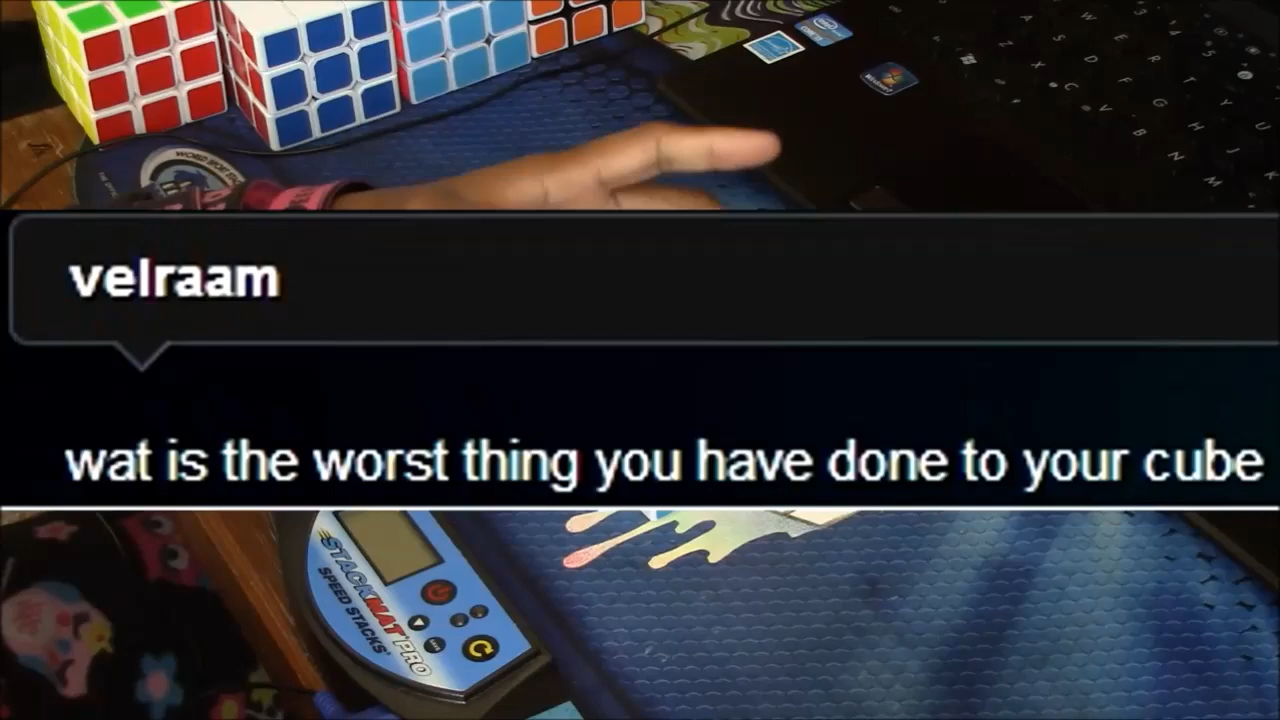 velraam
wat is the worst thing you have done to your cube
STACKMAT PRO
SPEED STACKS